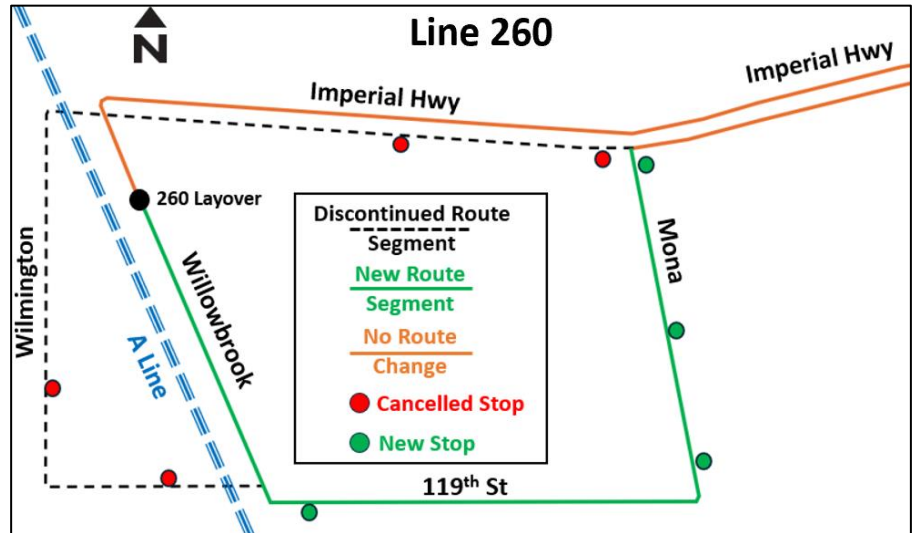 Line 260
N
Imperial Hwy
Imperial Hwy
260 Layover
Wilmington
A Line
Willowbrook
Mona
Discontinued Route
Segment
New Route
Segment
No Route
Change
Cancelled Stop
New Stop
119th St